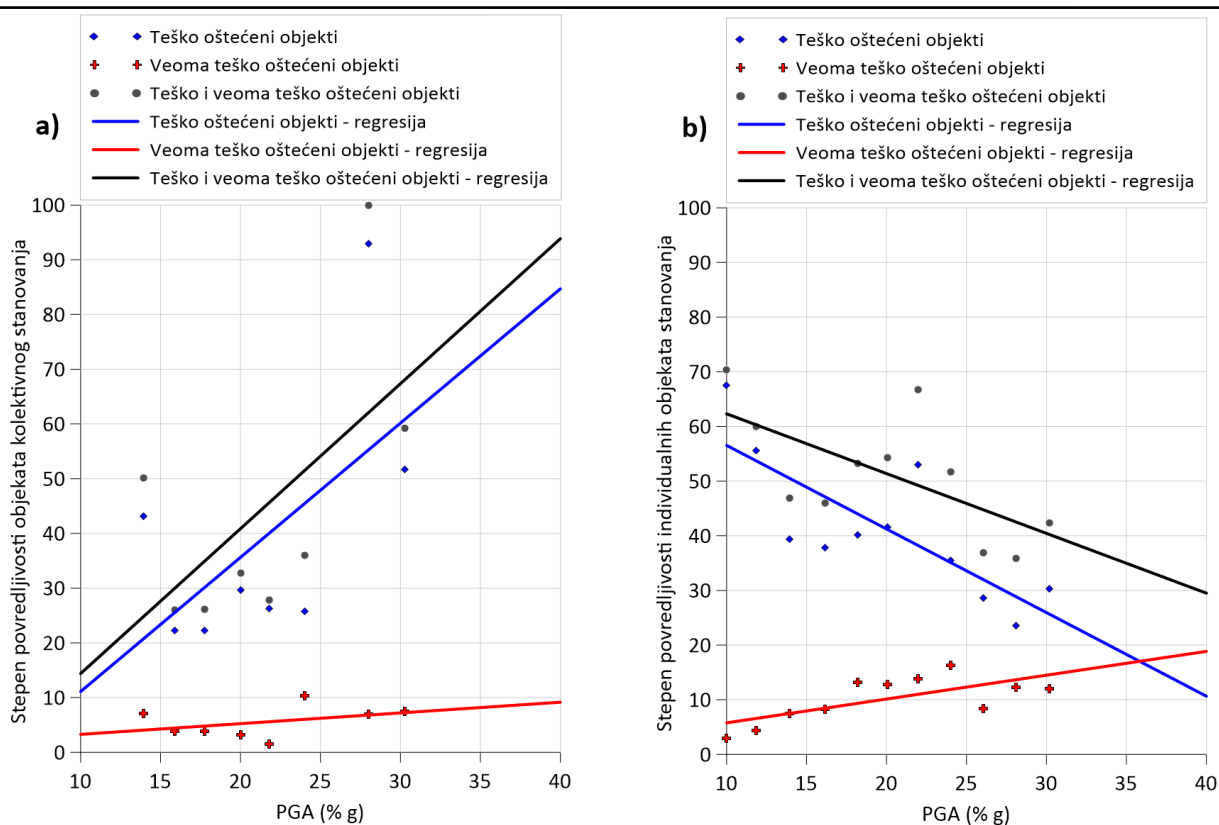 Teško oštećeni objekti
Veoma teško oštećeni objekti
Teško i veoma teško oštećeni objekti
a)
Teško oštećeni objekti - regresija
Veoma teško oštećeni objekti - regresija
Teško i veoma teško oštećeni objekti - regresija
Stepen povredljivosti objekata kolektivnog stanovanja
100
90
80
70
60
50
40
30
20
10
0
10 15 20 25 30 35 40
PGA (% g)
Teško oštećeni objekti
Veoma teško oštećeni objekti
Teško i veoma teško oštećeni objekti
b)
Teško oštećeni objekti - regresija
Veoma teško oštećeni objekti - regresija
Teško i veoma teško oštećeni objekti - regresija
Stepen povredljivosti individualnih objekata stanovanja
100
90
80
70
60
50
40
30
20
10
0
10 15 20 25 30 35 40
PGA (% g)